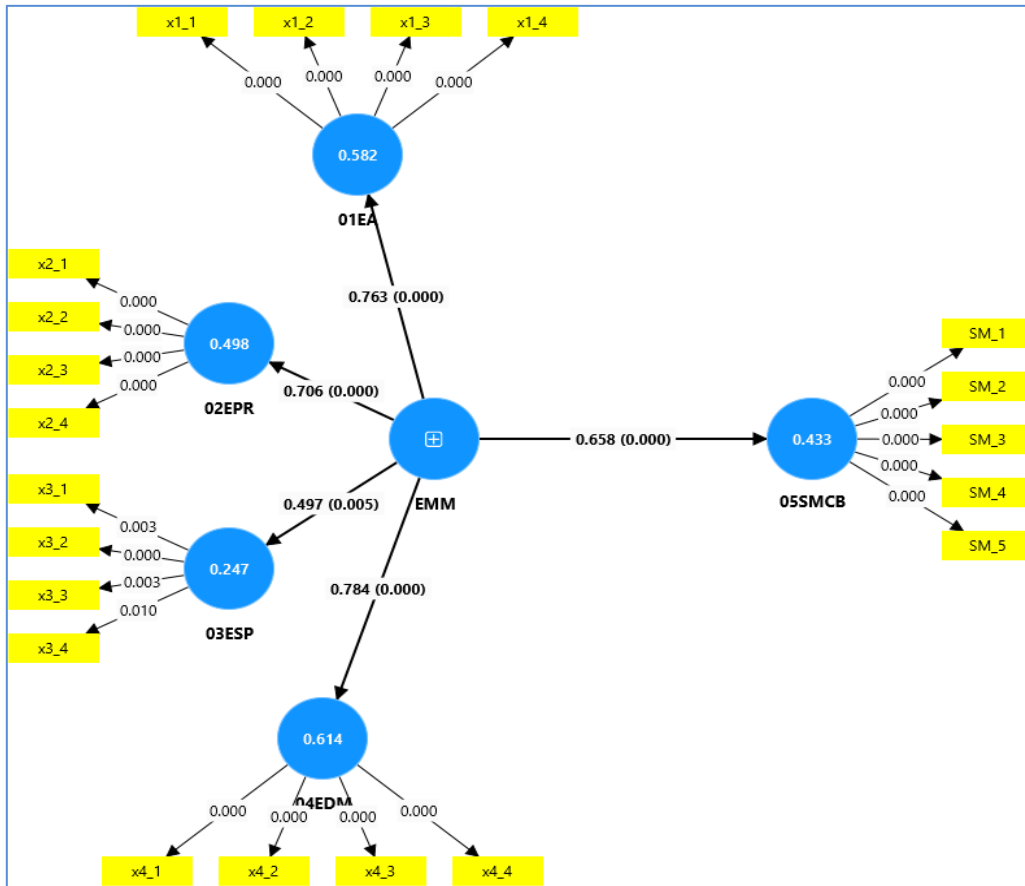 x1_1
x1_2
x1_3
x1_4
0.000
0.000
0.000
0.000
0.582
01EA
0.763 (0.000)
x2_1
x2_2
x2_3
x2_4
0.000
0.000
0.000
0.000
0.498
02EPR
0.706 (0.000)
x3_1
x3_2
x3_3
x3_4
0.003
0.000
0.003
0.010
0.247
03ESP
0.497 (0.005)
EMM
0.784 (0.000)
0.658 (0.000)
0.433
05SMCB
0.000
0.000
0.000
0.000
0.000
SM_1
SM_2
SM_3
SM_4
SM_5
0.614
04EDM
0.000
0.000
0.000
0.000
x4_1
x4_2
x4_3
x4_4